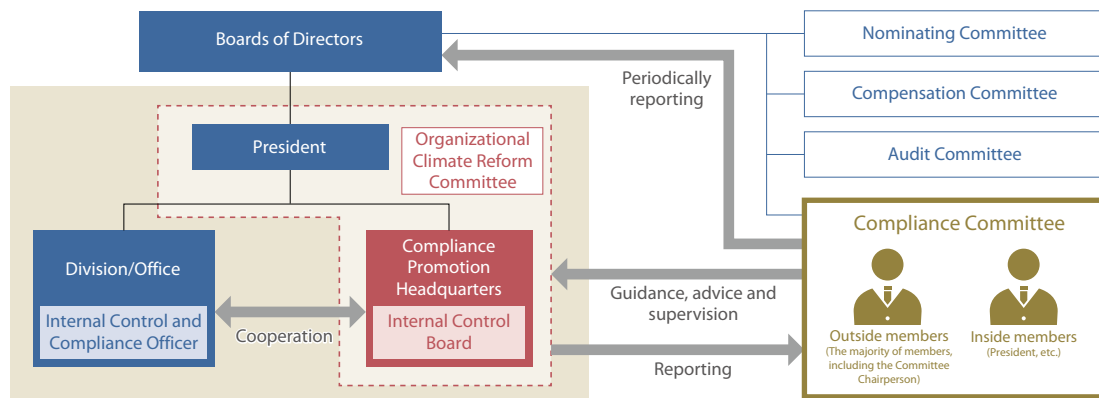 Boards of Directors
Nominating Committee
Periodically
reporting
Compensation Committee
President
Organizational
Climate Reform
Committee
Audit Committee
Compliance Committee
Division/Office
Internal Control and
Compliance Officer
Cooperation
Compliance
Promotion
Headquarters
Internal Control
Board
Guidance, advice and
supervision
Reporting
Outside members
(The majority of members,
including the Committee
Chairperson)
Inside members
(President, etc.)